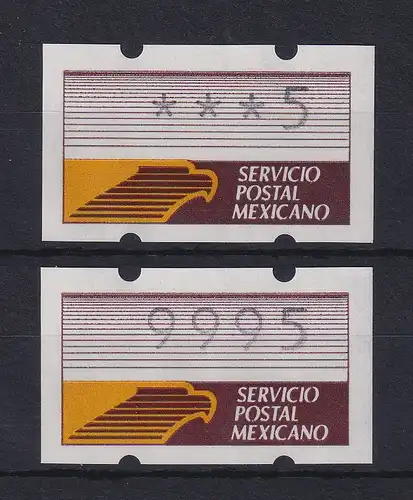 ***5
SERVICIO
POSTAL
MEXICANO
9995
SERVICIO
POSTAL
MEXICANO